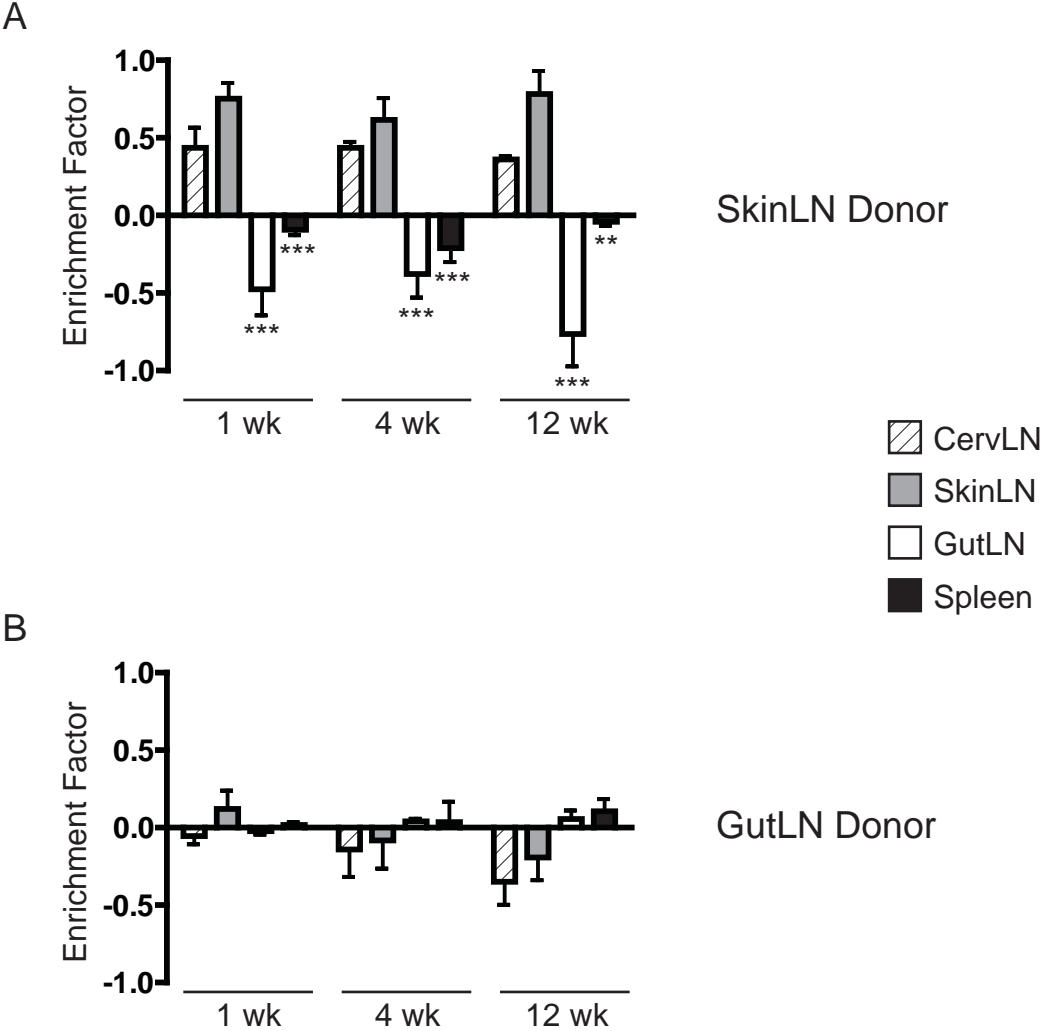 A
Enrichment Factor
1.0
0.5
0.0
-0.5
-1.0
***
***
***
***
***
**
1 wk
4 wk
12 wk
SkinLN Donor
CervLN
SkinLN
GutLN
Spleen
B
Enrichment Factor
1.0
0.5
0.0
-0.5
-1.0
1 wk
4 wk
12 wk
GutLN Donor